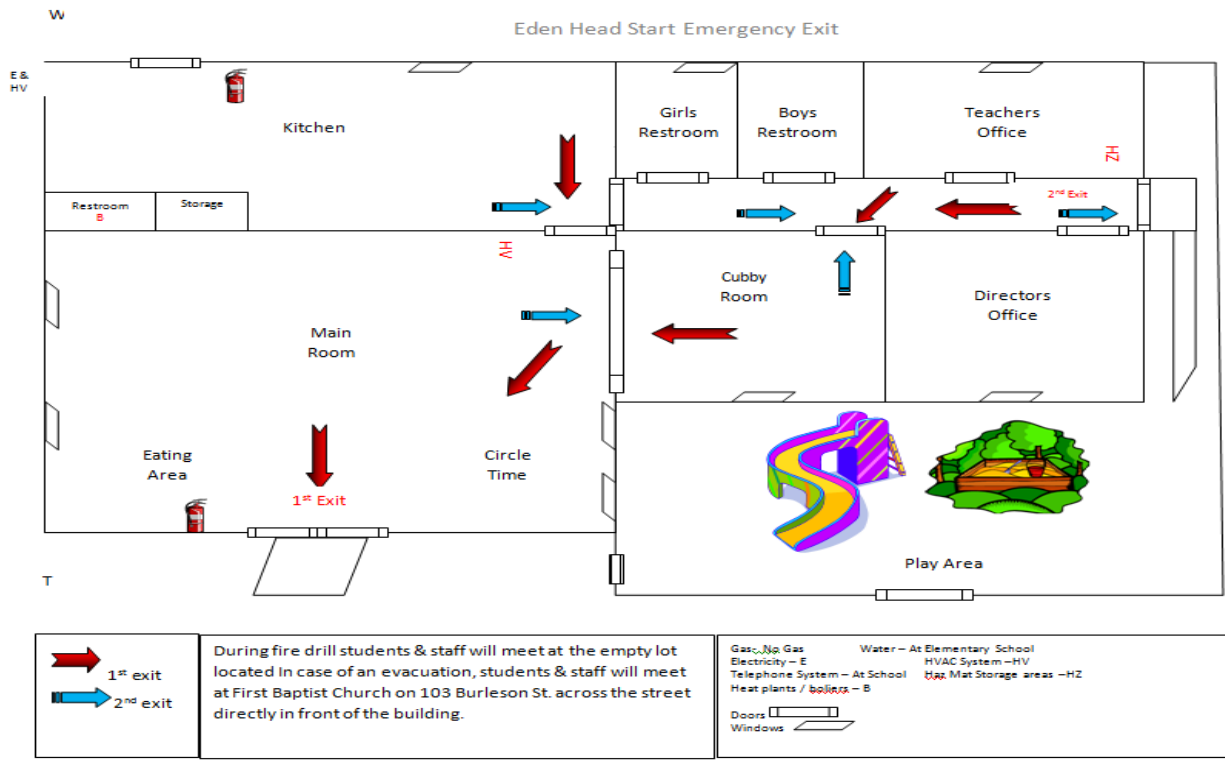 W
Eden Head Start Emergency Exit
E &
HV
Kitchen
Girls
Restroom
Boys
Restroom
Teachers
Office
HZ
Restroom
B
Storage
2nd Exit
HV
Cubby
Room
Directors
Office
Main
Room
Eating
Area
Circle
Time
1st Exit
Play Area
T
1st exit
2nd exit
During fire drill students & staff will meet at the empty lot
located In case of an evacuation, students & staff will meet
at First Baptist Church on 103 Burleson St. across the street
directly in front of the building.
Gas-, No Gas Water – At Elementary School
Electricity – E HVAC System –HV
Telephone System – At School Haz Mat Storage areas –HZ
Heat plants / boilers – B
Doors
Windows